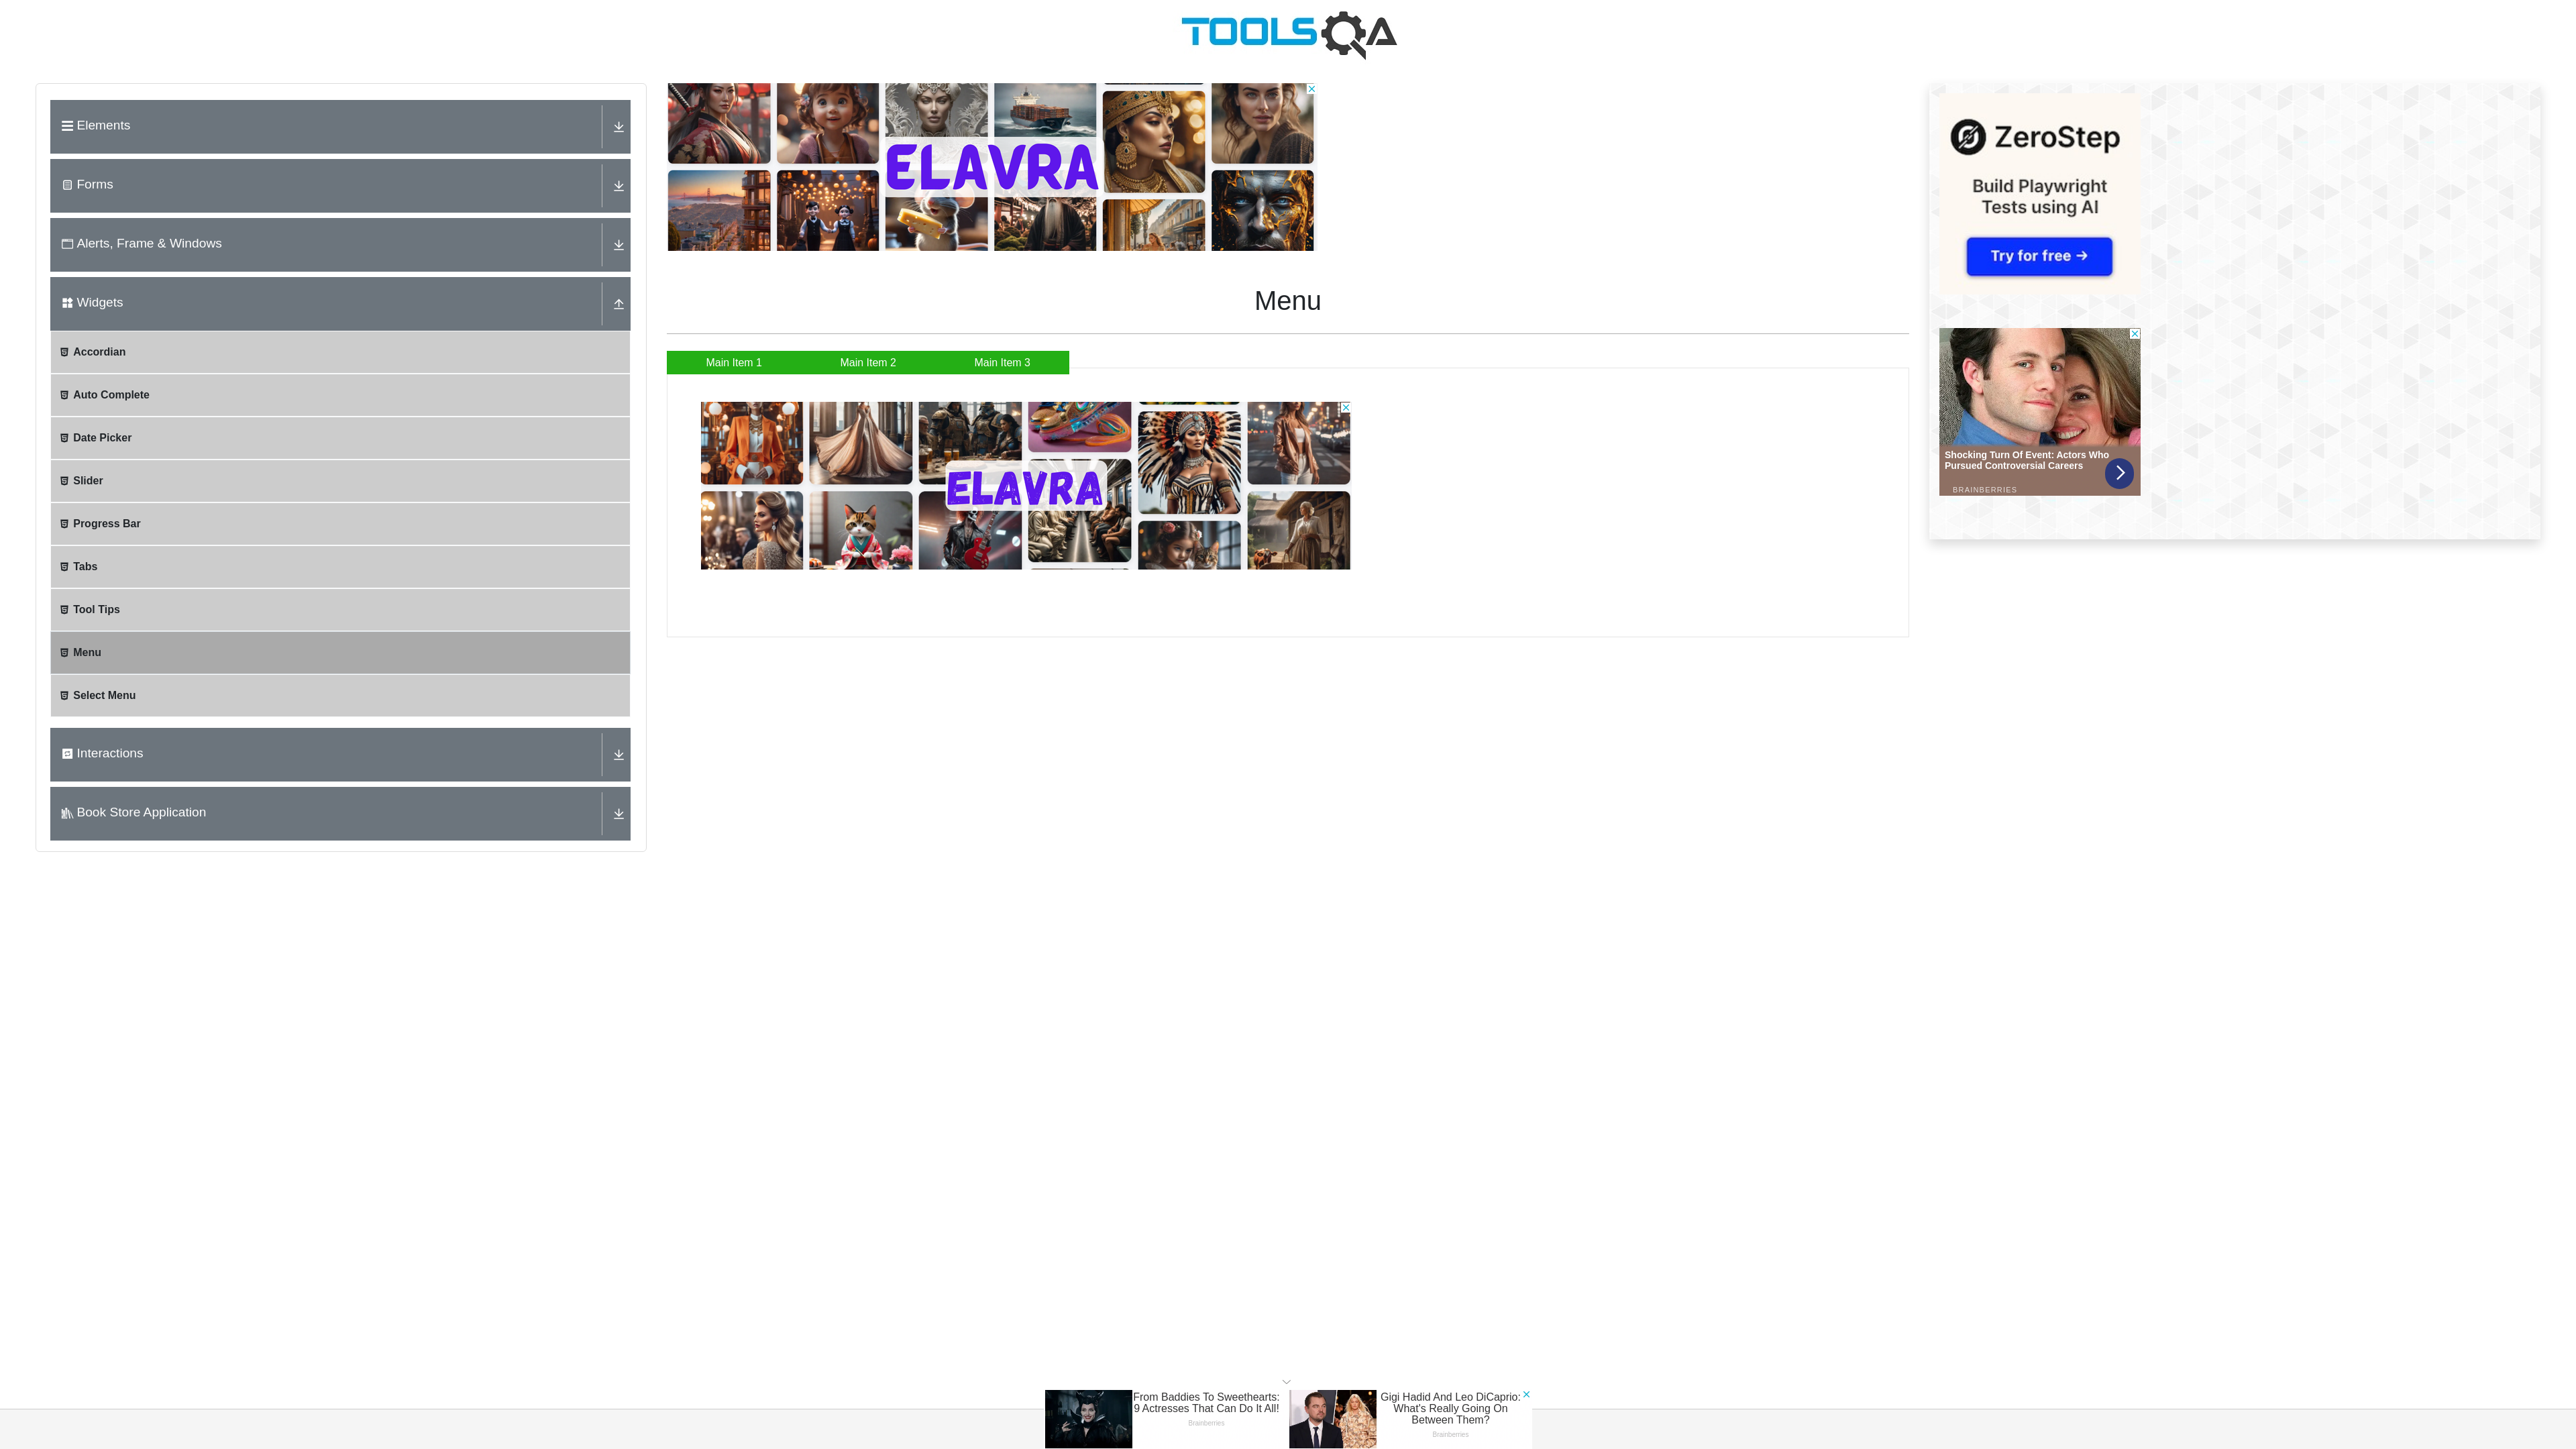 TOOLSQA
Elements
Forms
Alerts, Frame & Windows
Widgets
Accordian
Auto Complete
Date Picker
Slider
Progress Bar
Tabs
Tool Tips
Menu
Select Menu
Interactions
Book Store Application
ELAVRA
Menu
Main Item 1
Main Item 2
Main Item 3
ELAVRA
ZeroStep
Build Playwright
Tests using AI
Try for free →
Shocking Turn Of Event: Actors Who
Pursued Controversial Careers
BRAINBERRIES
From Baddies To Sweethearts:
9 Actresses That Can Do It All!
Brainberries
Gigi Hadid And Leo DiCaprio:
What's Really Going On
Between Them?
Brainberries